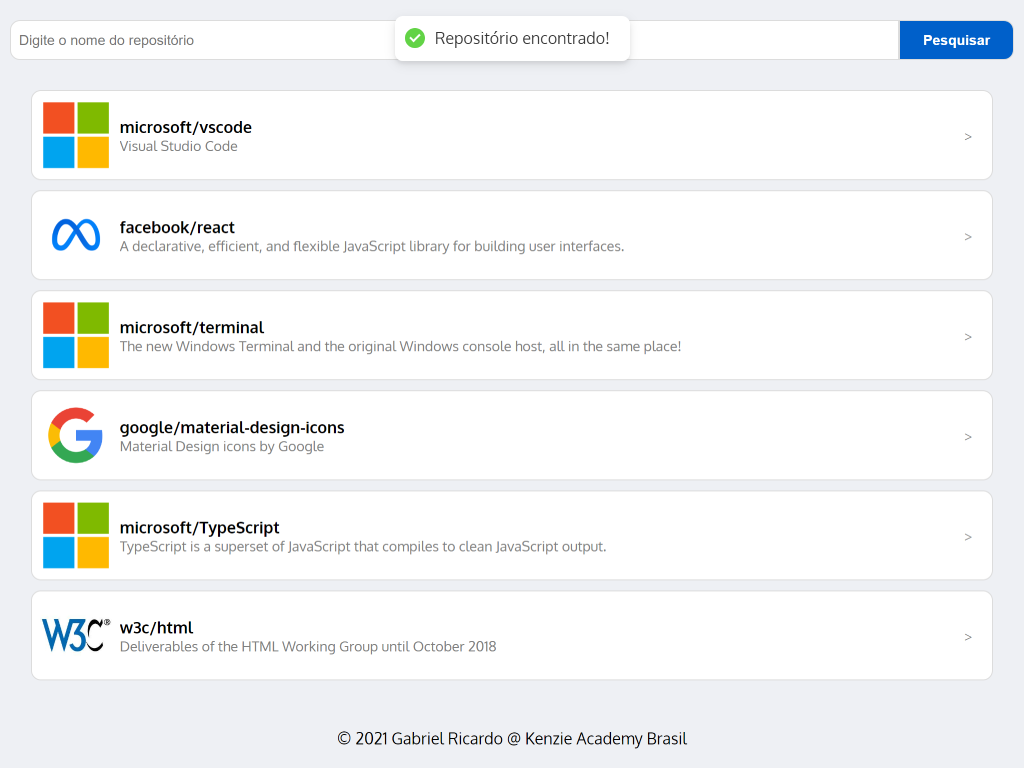 Digite o nome do repositório
Repositório encontrado!
Pesquisar
microsoft/vscode
Visual Studio Code
>
facebook/react
A declarative, efficient, and flexible JavaScript library for building user interfaces.
>
microsoft/terminal
The new Windows Terminal and the original Windows console host, all in the same place!
>
google/material-design-icons
Material Design icons by Google
>
microsoft/TypeScript
TypeScript is a superset of JavaScript that compiles to clean JavaScript output.
>
W3C®
w3c/html
Deliverables of the HTML Working Group until October 2018
>
© 2021 Gabriel Ricardo @ Kenzie Academy Brasil